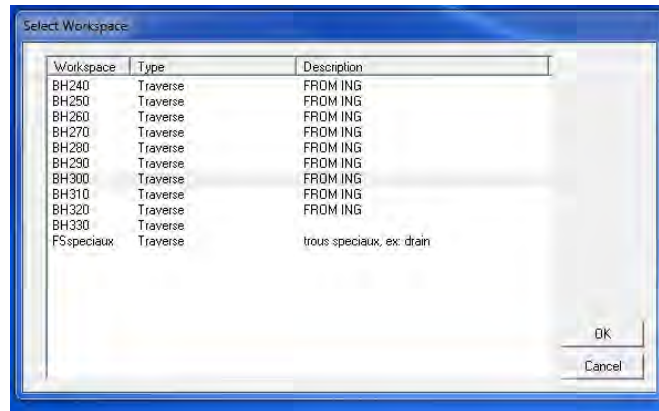 Select Workspace
Workspace Type Description
BH240 Traverse FROM ING
BH250 Traverse FROM ING
BH260 Traverse FROM ING
BH270 Traverse FROM ING
BH280 Traverse FROM ING
BH290 Traverse FROM ING
BH300 Traverse FROM ING
BH310 Traverse FROM ING
BH320 Traverse FROM ING
BH330 Traverse
FSspeciaux Traverse trous speciaux, ex: drain
OK
Cancel